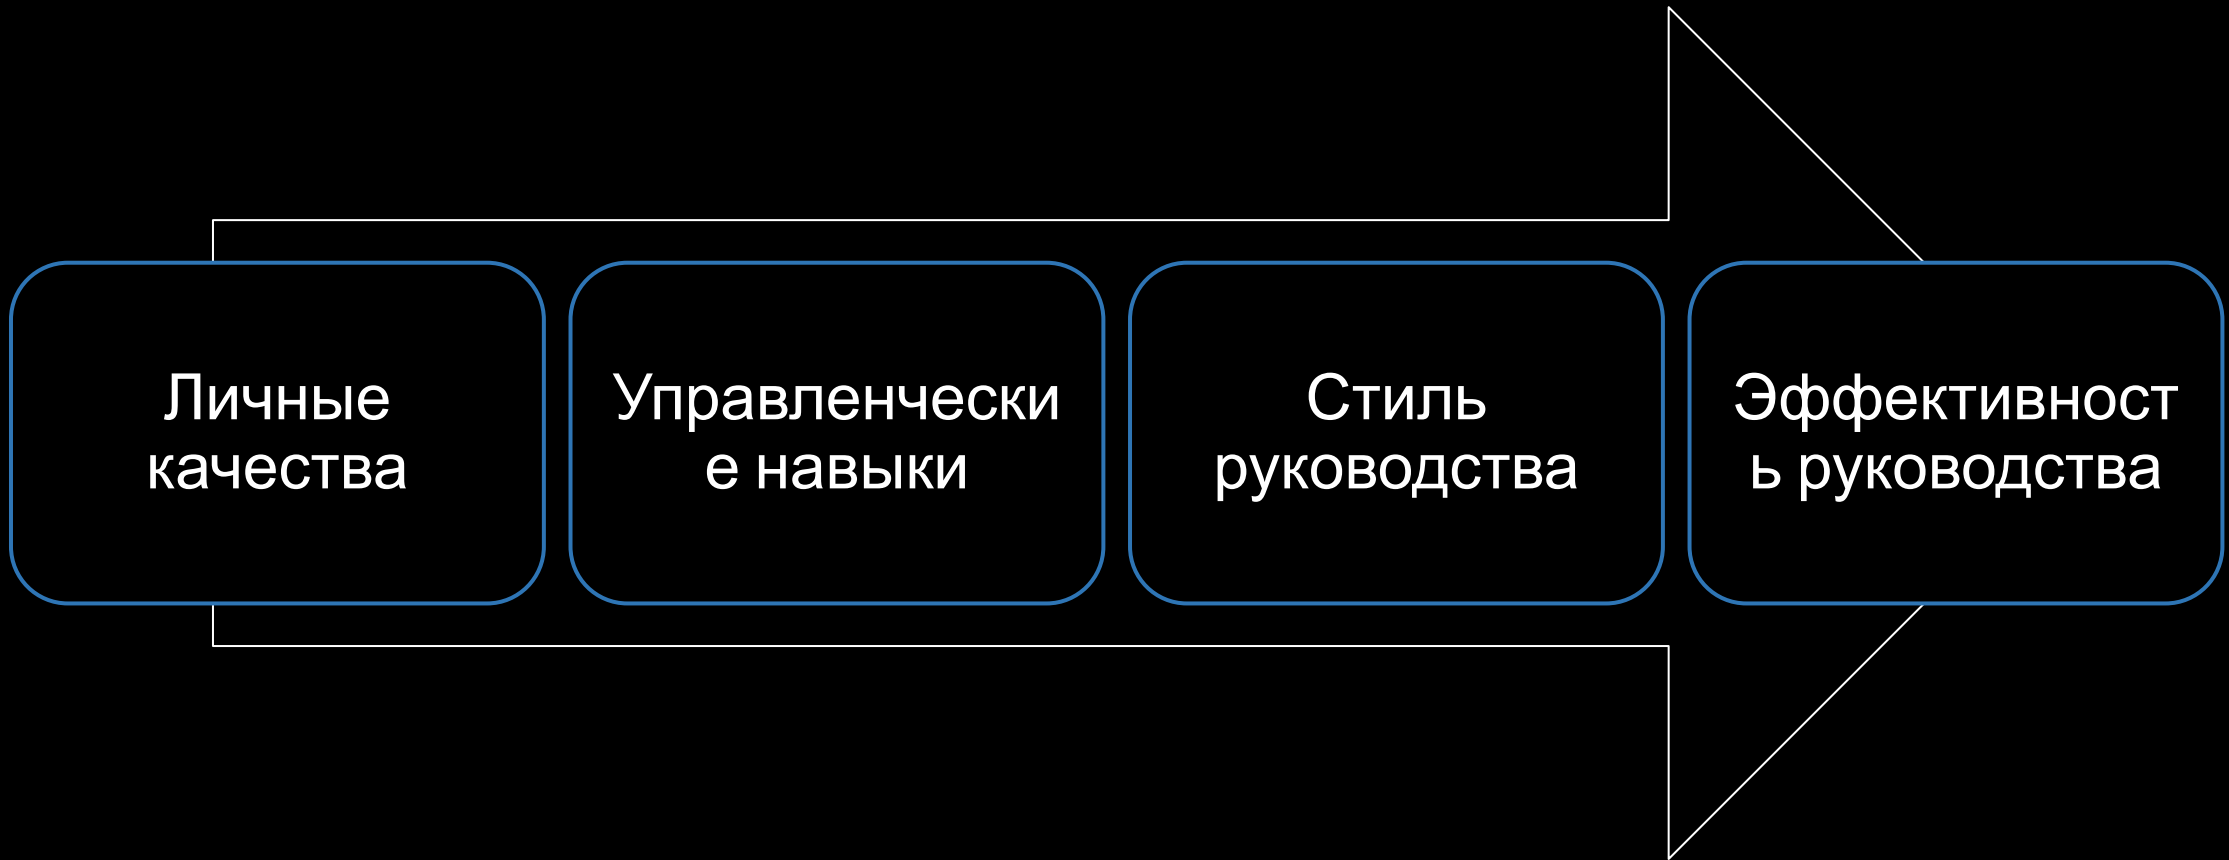 Личные
качества
Управленчески
е навыки
Стиль
руководства
Эффективност
ь руководства